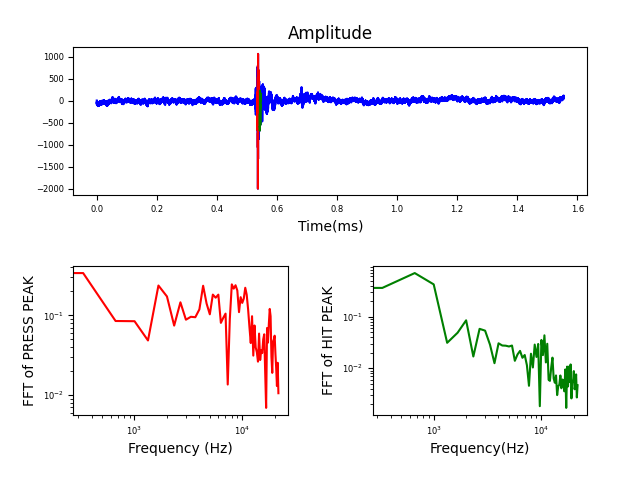 Amplitude
1000
500
0
−500
−1000
−1500
−2000
0.0 0.2 0.4 0.6 0.8 1.0 1.2 1.4 1.6
Time(ms)
FFT of PRESS PEAK
10⁻¹
10⁻²
10³ 10⁴
Frequency (Hz)
FFT of HIT PEAK
10⁻¹
10⁻²
10³ 10⁴
Frequency(Hz)